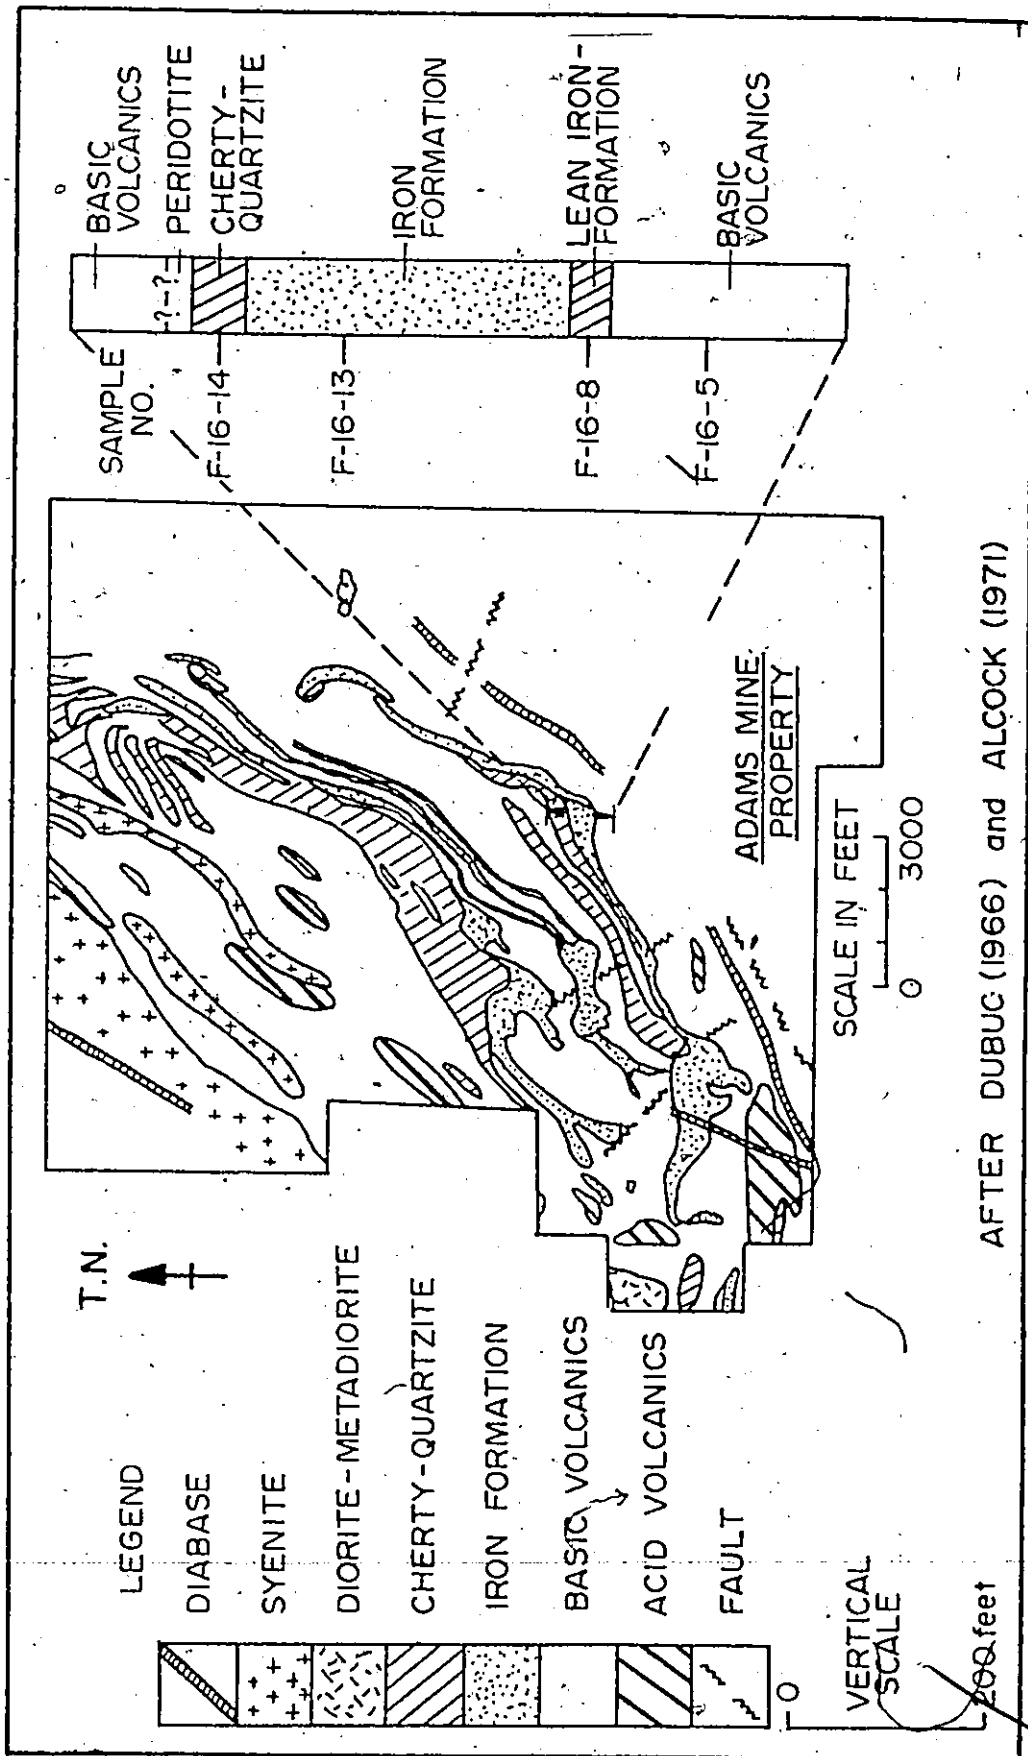 LEGEND
DIABASE
SYENITE
DIORITE-METADIORITE
CHERTY-QUARTZITE
IRON FORMATION
BASIC VOLCANICS
ACID VOLCANICS
FAULT
0
VERTICAL
SCALE
200 feet
T.N.
ADAMS MINE
PROPERTY
SCALE IN FEET
0 3000
SAMPLE
NO.
F-16-14
F-16-13
F-16-8
F-16-5
BASIC
VOLCANICS
-?-?-
PERIDOTITE
CHERTY-
QUARTZITE
IRON
FORMATION
LEAN IRON-
FORMATION
BASIC
VOLCANICS
AFTER DUBUC (1966) and ALCOCK (1971)